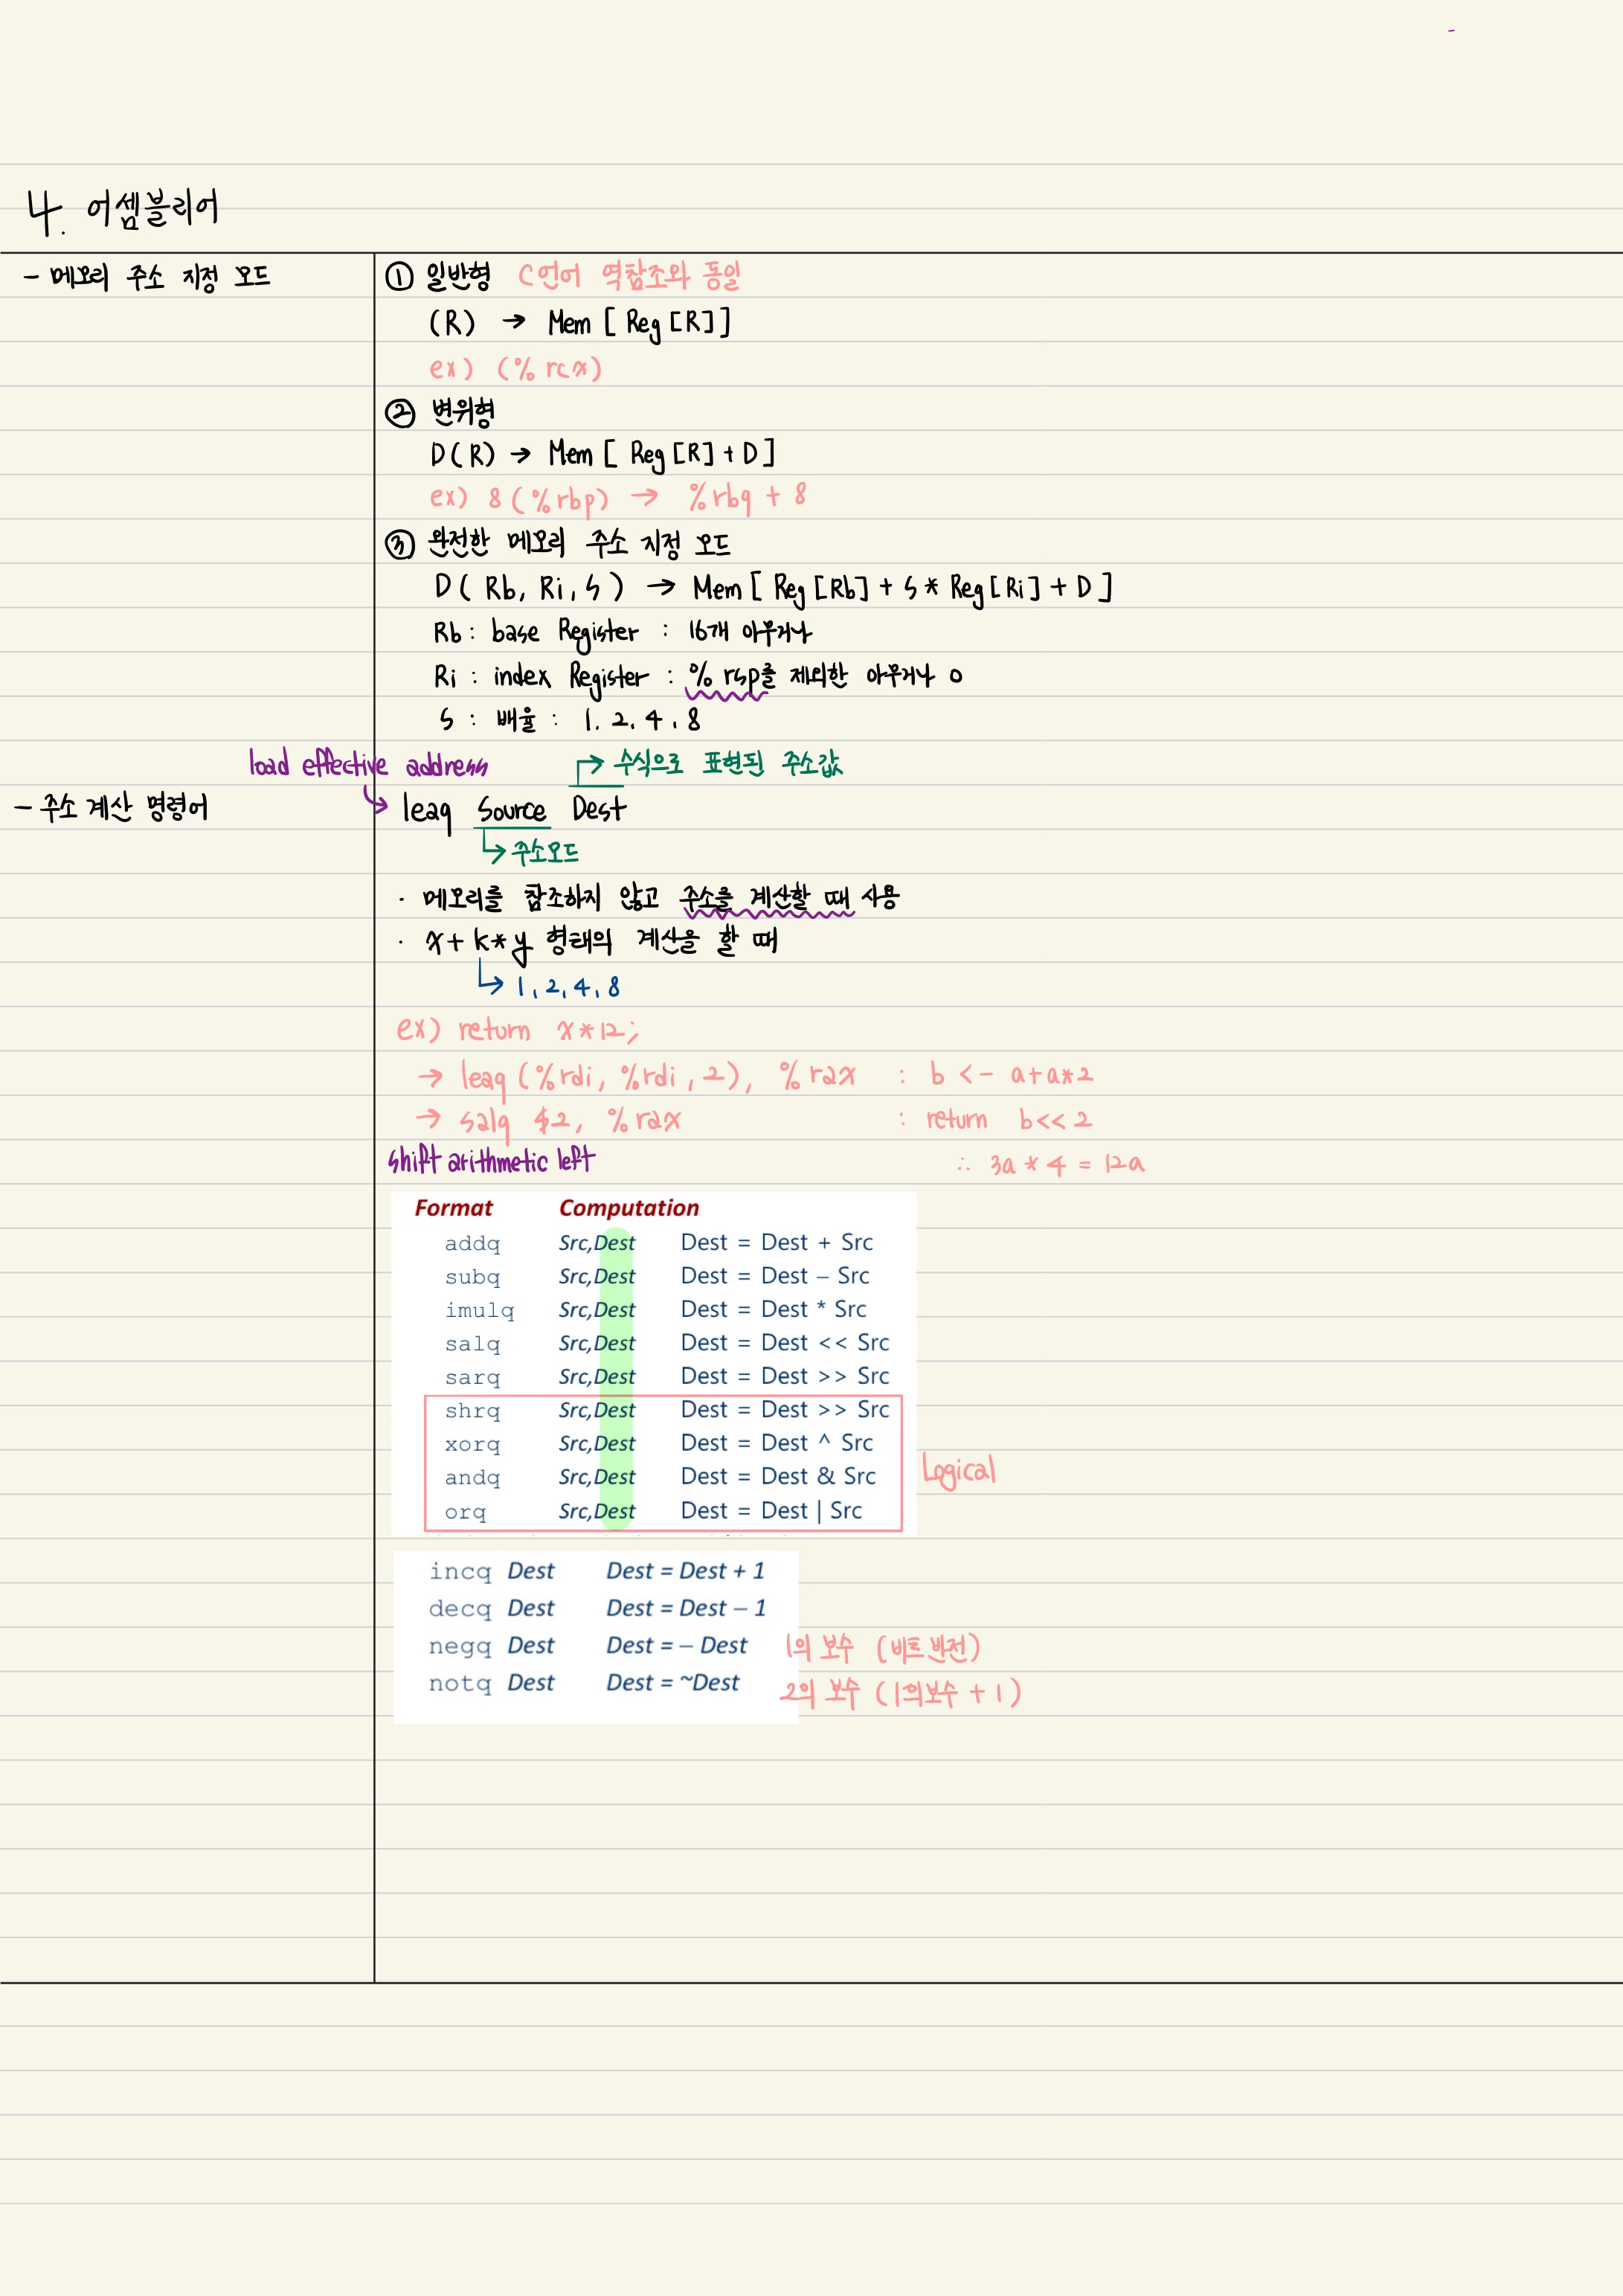 4. 어셈블리어
- 메모리 주소 지정 모드
① 일반형 C언어 역참조와 동일
(R) → Mem [ Reg [R] ]
ex) (% rcx)
② 변위형
D(R) → Mem [ Reg [R] + D ]
ex) 8 (%rbp) → %rbq + 8
③ 완전한 메모리 주소 지정 모드
D ( Rb, Ri, S ) → Mem [ Reg [Rb] + S * Reg [Ri] + D ]
Rb : base Register : 16개 아무거나
Ri : index Register : % rsp를 제외한 아무거나 0
S : 배율 : 1, 2, 4, 8
load effective address → 수식으로 표현된 주소값
- 주소 계산 명령어
leaq Source Dest
→ 주소모드
· 메모리를 참조하지 않고 주소를 계산할 때 사용
· x + k * y 형태의 계산을 할 때
→ 1, 2, 4, 8
ex) return x*12;
→ leaq (%rdi, %rdi, 2), %rax : b <- a+a*2
→ salq $2, %rax : return b<<2
shift arithmetic left ∴ 3a * 4 = 12a
Format Computation
addq Src,Dest Dest = Dest + Src
subq Src,Dest Dest = Dest − Src
imulq Src,Dest Dest = Dest * Src
salq Src,Dest Dest = Dest << Src
sarq Src,Dest Dest = Dest >> Src
shrq Src,Dest Dest = Dest >> Src
xorq Src,Dest Dest = Dest ^ Src
andq Src,Dest Dest = Dest & Src
Logical
orq Src,Dest Dest = Dest | Src
incq Dest Dest = Dest + 1
decq Dest Dest = Dest − 1
negq Dest Dest = − Dest 1의 보수 (비트 반전)
notq Dest Dest = ~Dest 2의 보수 (1의보수 + 1)